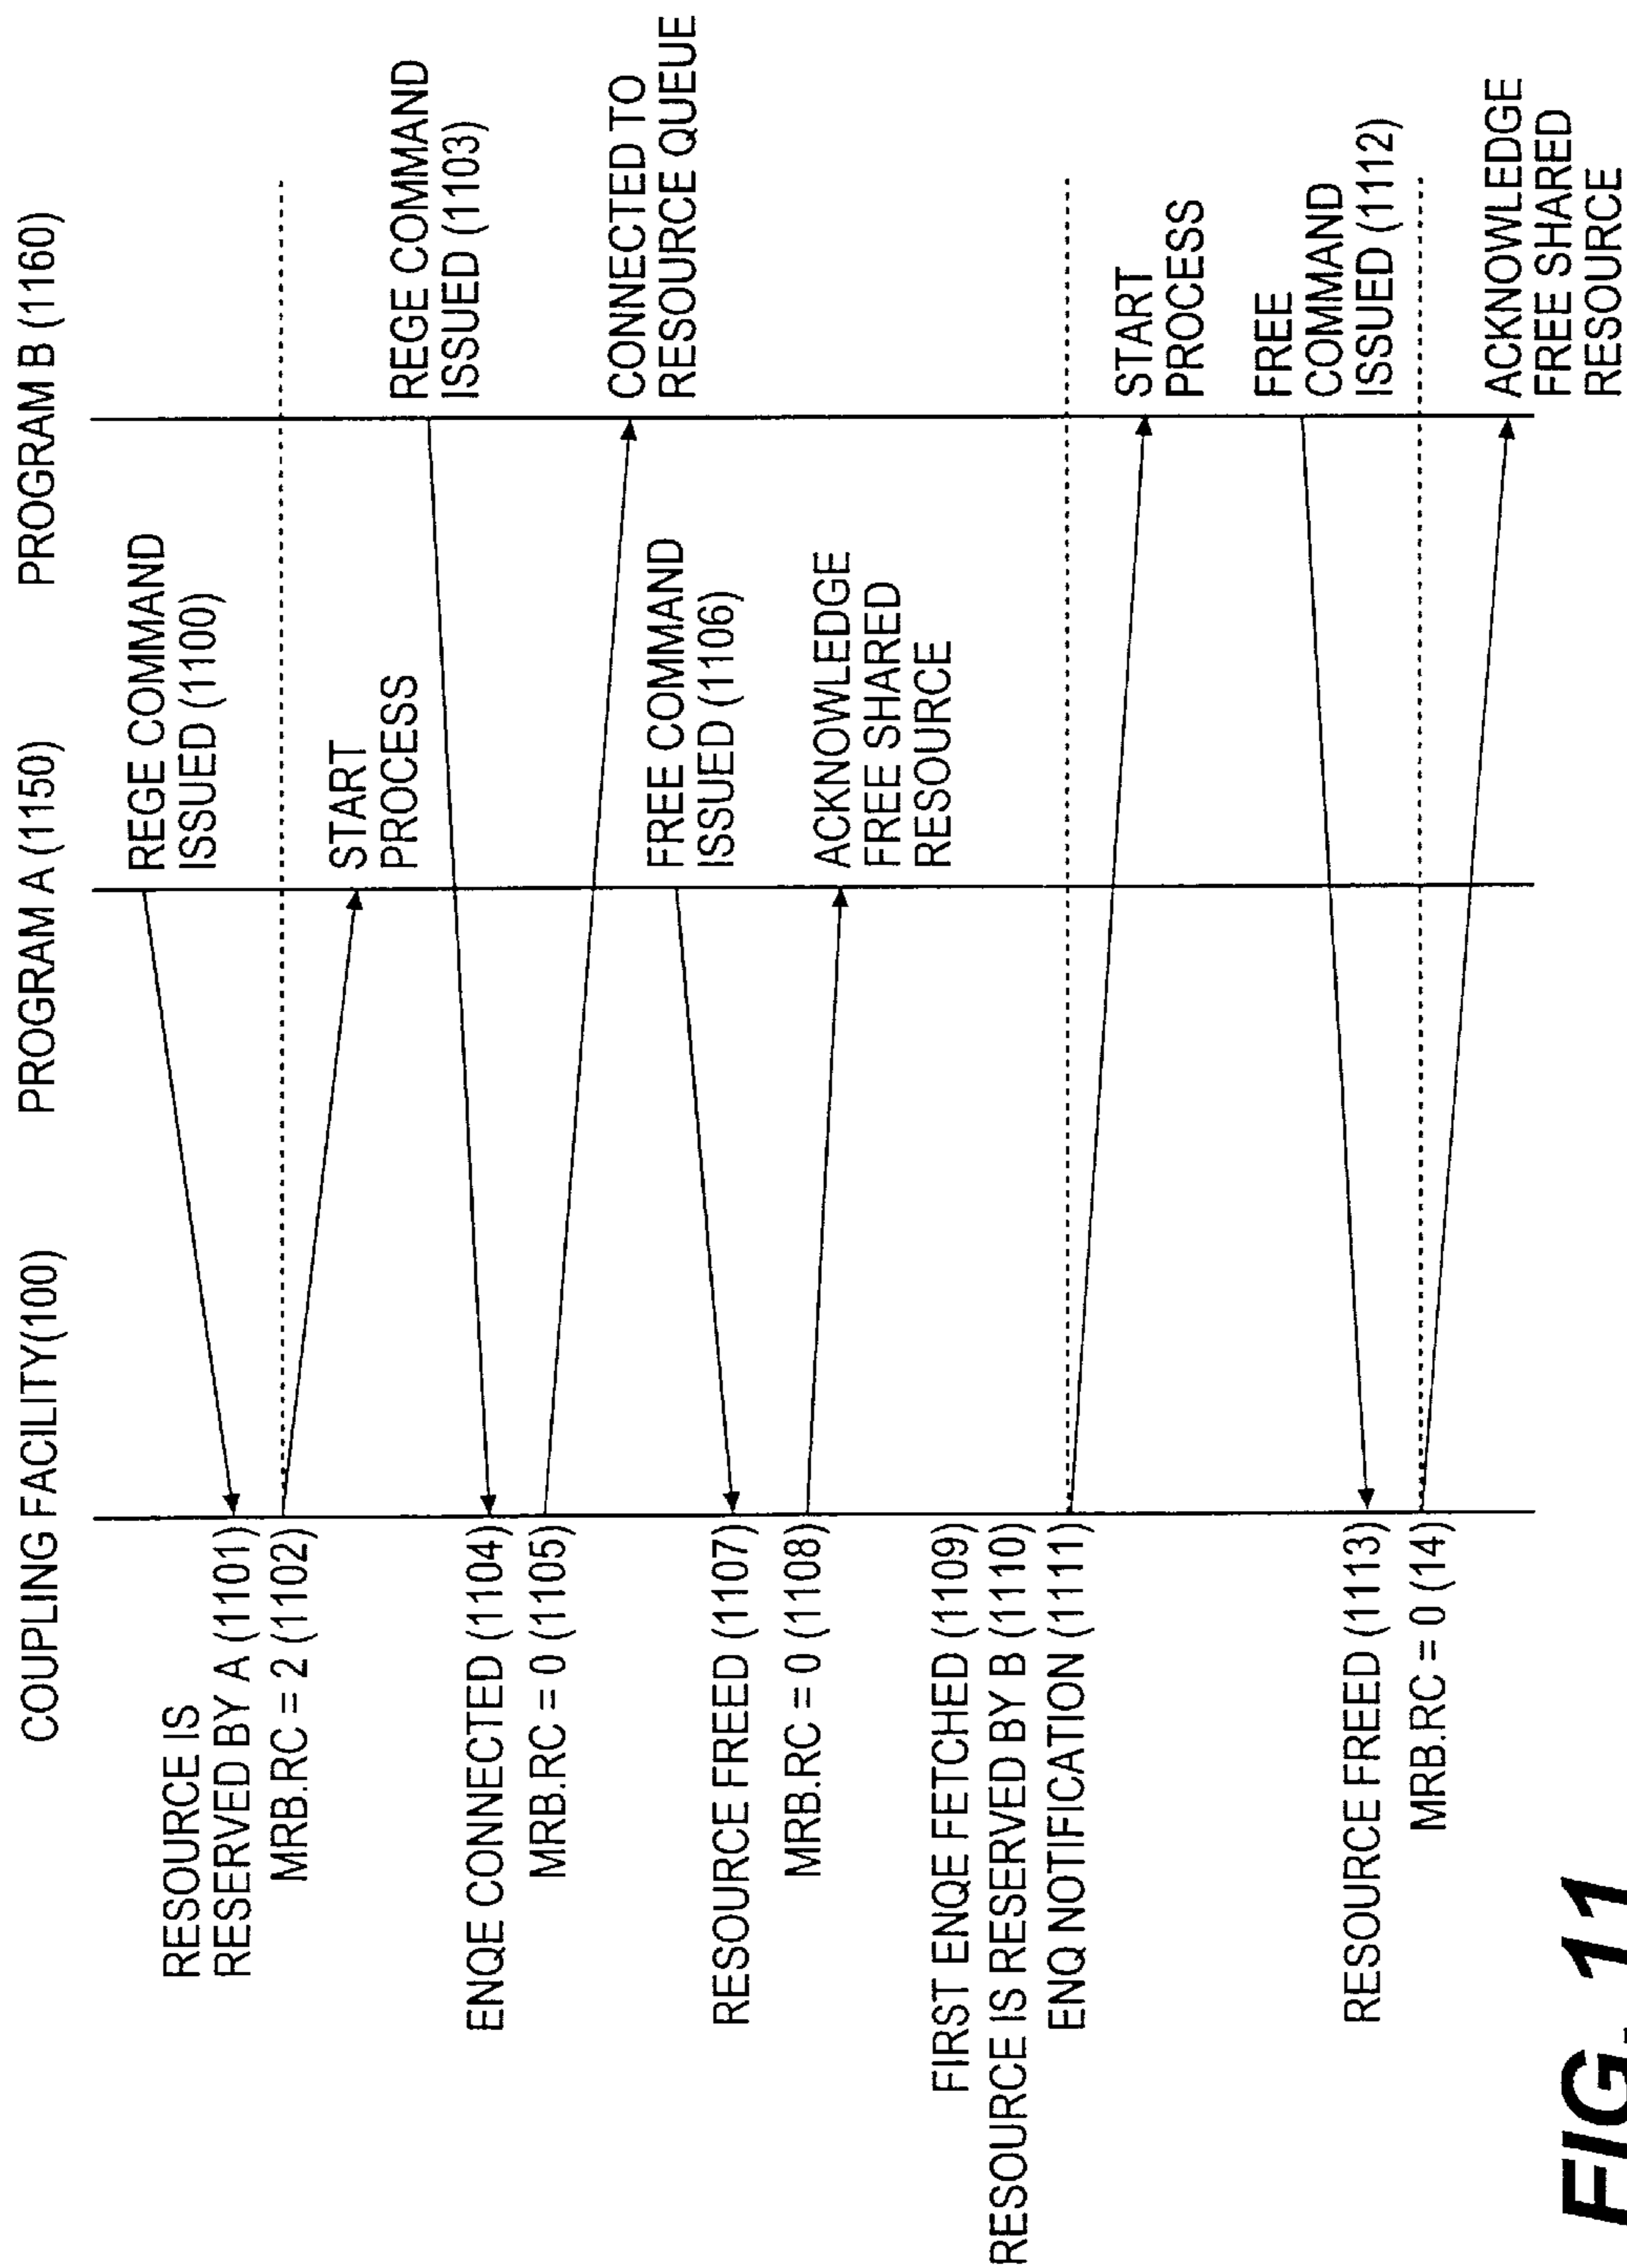 COUPLING FACILITY(100)
PROGRAM A (1150)
PROGRAM B (1160)
REGE COMMAND
ISSUED (1100)
RESOURCE IS
RESERVED BY A (1101)
MRB.RC = 2 (1102)
START
PROCESS
REGE COMMAND
ISSUED (1103)
ENQE CONNECTED (1104)
MRB.RC = 0 (1105)
CONNECTED TO
RESOURCE QUEUE
FREE COMMAND
ISSUED (1106)
RESOURCE FREED (1107)
MRB.RC = 0 (1108)
ACKNOWLEDGE
FREE SHARED
RESOURCE
FIRST ENQE FETCHED (1109)
RESOURCE IS RESERVED BY B (1110)
ENQ NOTIFICATION (1111)
START
PROCESS
FREE
COMMAND
ISSUED (1112)
RESOURCE FREED (1113)
MRB.RC = 0 (14)
ACKNOWLEDGE
FREE SHARED
RESOURCE
FIG. 11